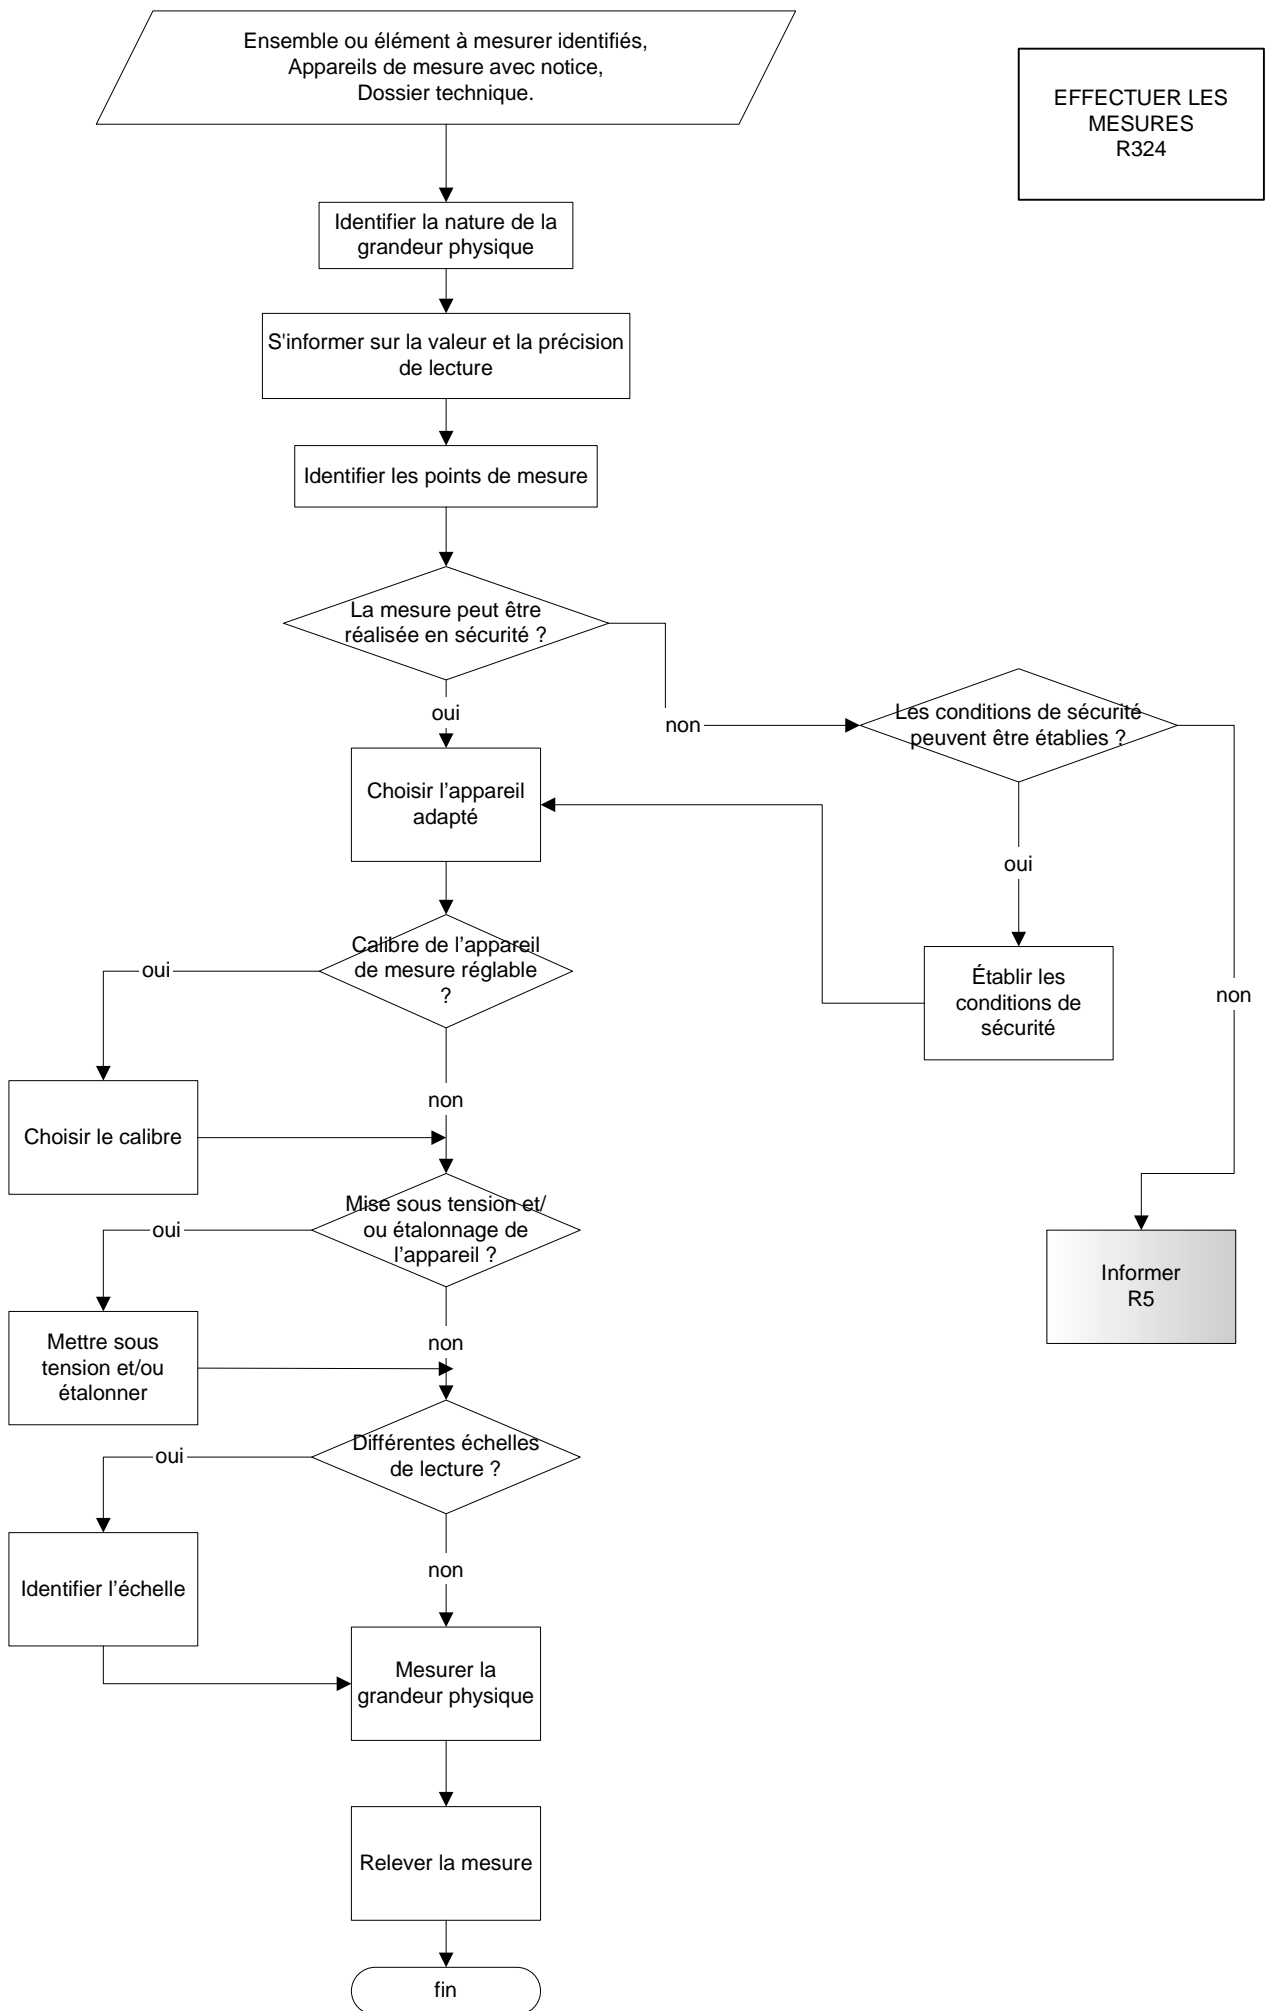 Ensemble ou élément à mesurer identifiés,
Appareils de mesure avec notice,
Dossier technique.
EFFECTUER LES
MESURES
R324
Identifier la nature de la
grandeur physique
S'informer sur la valeur et la précision
de lecture
Identifier les points de mesure
La mesure peut être
réalisée en sécurité ?
oui
non
Les conditions de sécurité
peuvent être établies ?
Choisir l’appareil
adapté
oui
Calibre de l’appareil
de mesure réglable
?
oui
Établir les
conditions de
sécurité
non
non
Choisir le calibre
Mise sous tension et/
ou étalonnage de
l’appareil ?
oui
Informer
R5
non
Mettre sous
tension et/ou
étalonner
Différentes échelles
de lecture ?
oui
non
Identifier l’échelle
Mesurer la
grandeur physique
Relever la mesure
fin